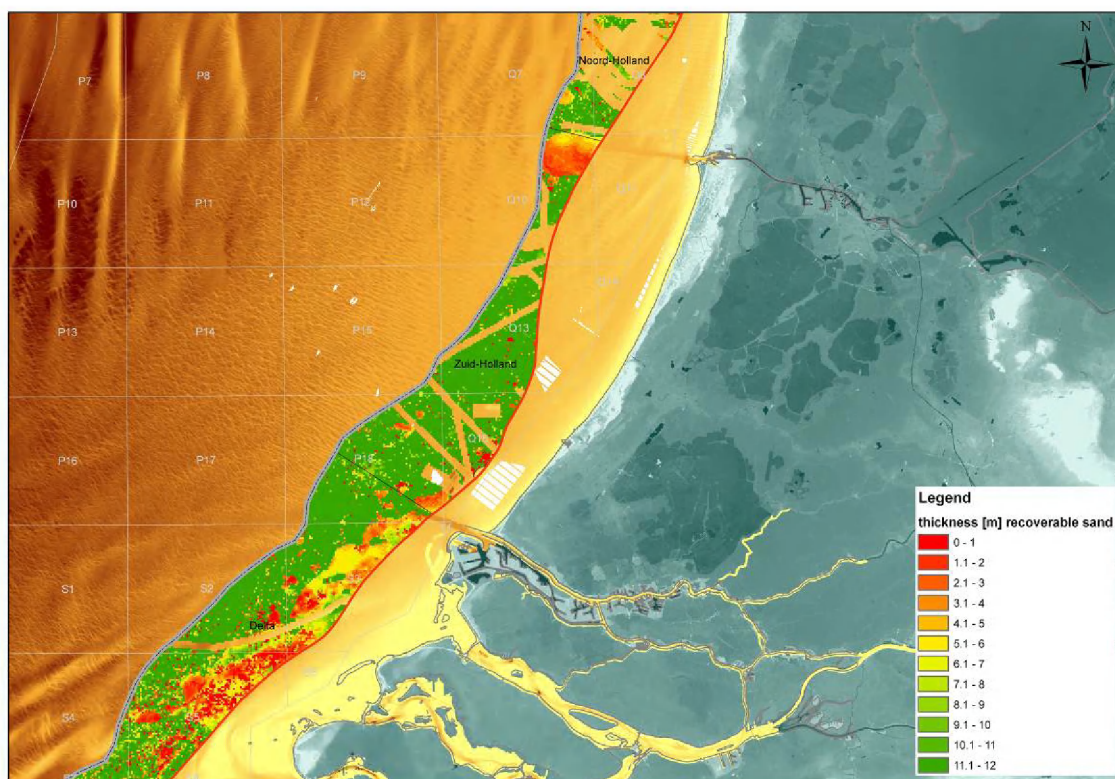 N
Noord-Holland
P7
P8
P9
Q7
P10
P11
P12
Q10
P13
P14
P15
Q13
Zuid-Holland
P16
P17
P18
Q16
S1
S2
Delta
S4
Legend
thickness [m] recoverable sand
0 - 1
1.1 - 2
2.1 - 3
3.1 - 4
4.1 - 5
5.1 - 6
6.1 - 7
7.1 - 8
8.1 - 9
9.1 - 10
10.1 - 11
11.1 - 12